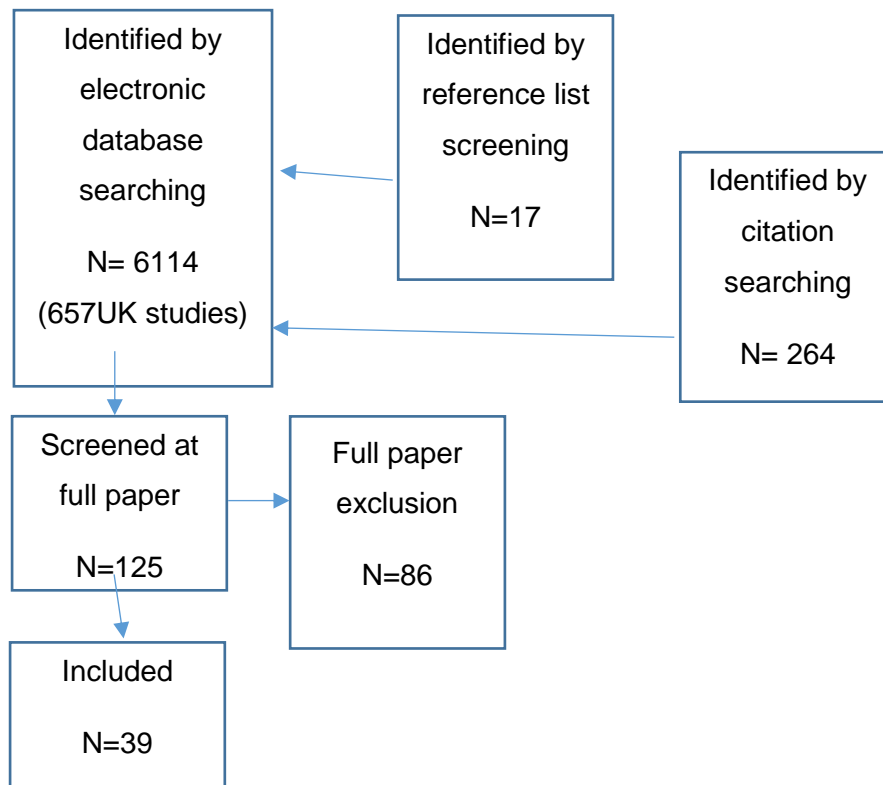 Identified by
electronic
database
searching
N= 6114
(657UK studies)
Identified by
reference list
screening
N=17
Identified by
citation
searching
N= 264
Screened at
full paper
N=125
Full paper
exclusion
N=86
Included
N=39